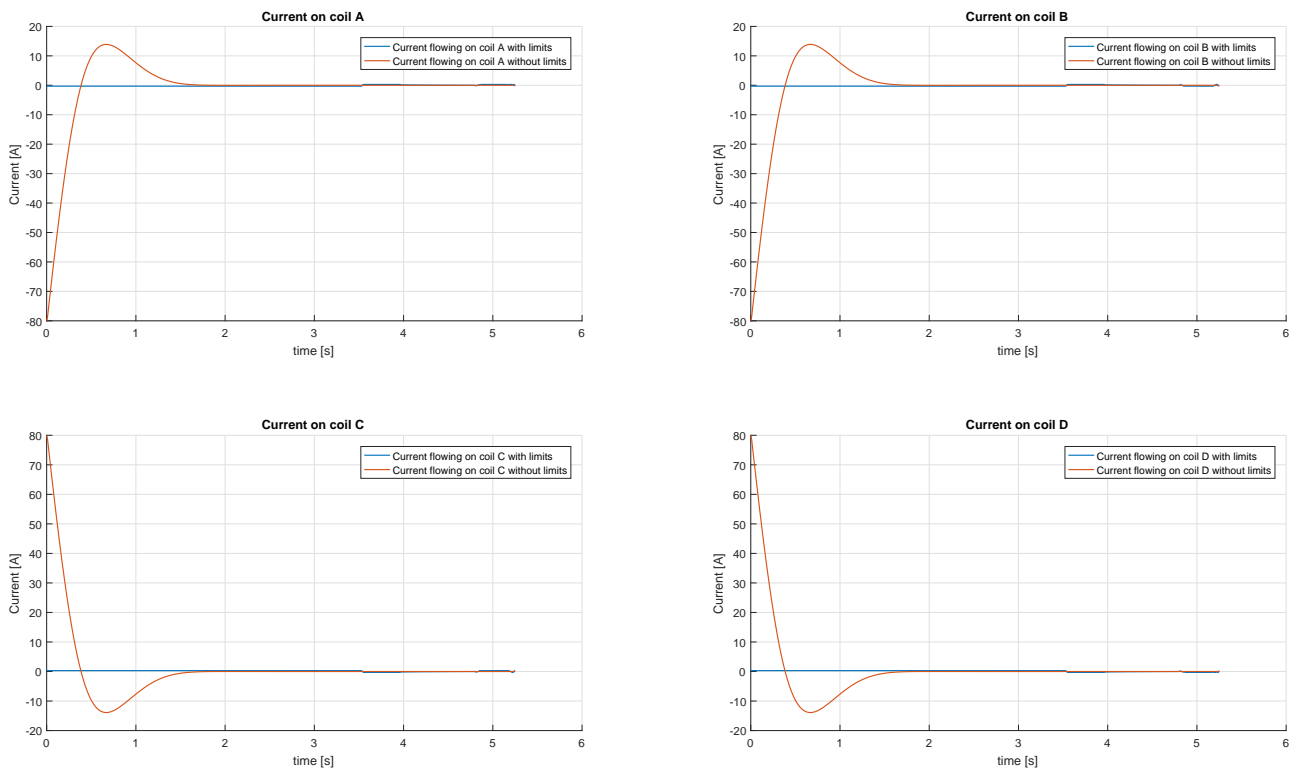 Current on coil A
Current flowing on coil A with limits
Current flowing on coil A without limits
20
10
0
-10
-20
-30
-40
-50
-60
-70
-80
Current [A]
0 1 2 3 4 5 6
time [s]
Current on coil B
Current flowing on coil B with limits
Current flowing on coil B without limits
20
10
0
-10
-20
-30
-40
-50
-60
-70
-80
Current [A]
0 1 2 3 4 5 6
time [s]
Current on coil C
Current flowing on coil C with limits
Current flowing on coil C without limits
80
70
60
50
40
30
20
10
0
-10
-20
Current [A]
0 1 2 3 4 5 6
time [s]
Current on coil D
Current flowing on coil D with limits
Current flowing on coil D without limits
80
70
60
50
40
30
20
10
0
-10
-20
Current [A]
0 1 2 3 4 5 6
time [s]